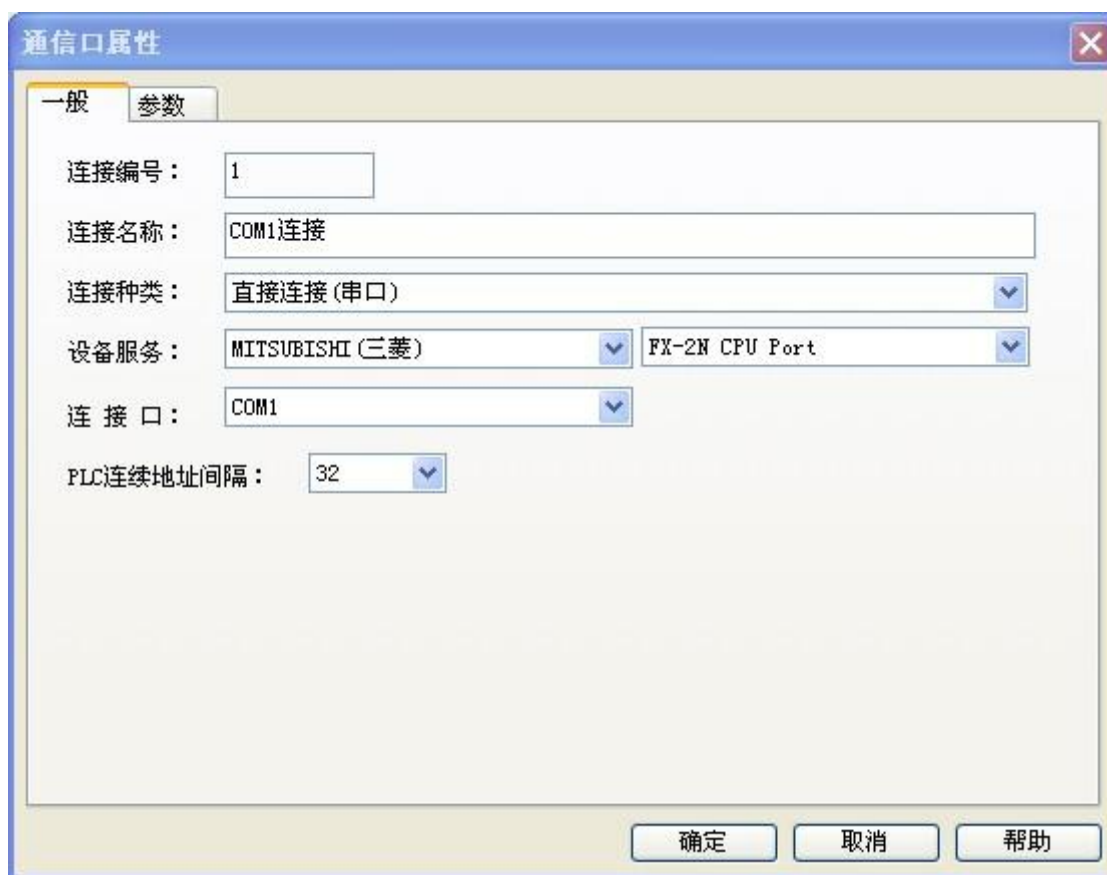 通信口属性
一般 参数
连接编号： 1
连接名称： COM1连接
连接种类： 直接连接(串口)
设备服务： MITSUBISHI(三菱) FX-2N CPU Port
连 接 口： COM1
PLC连续地址间隔： 32
确定 取消 帮助